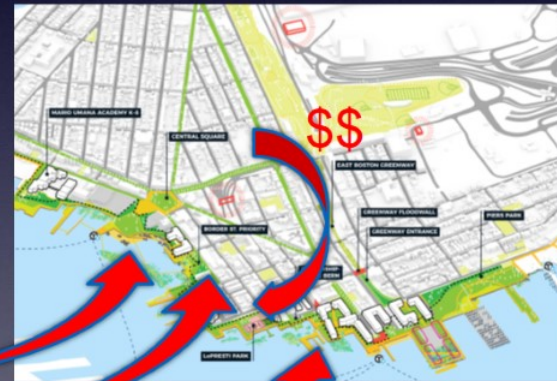 MARIO UMANA ACADEMY K-8
CENTRAL SQUARE
$$
EAST BOSTON GREENWAY
GREENWAY FLOODWALL
PIERS PARK
BORDER ST. PRIORITY
GREENWAY ENTRANCE
LoPRESTI PARK